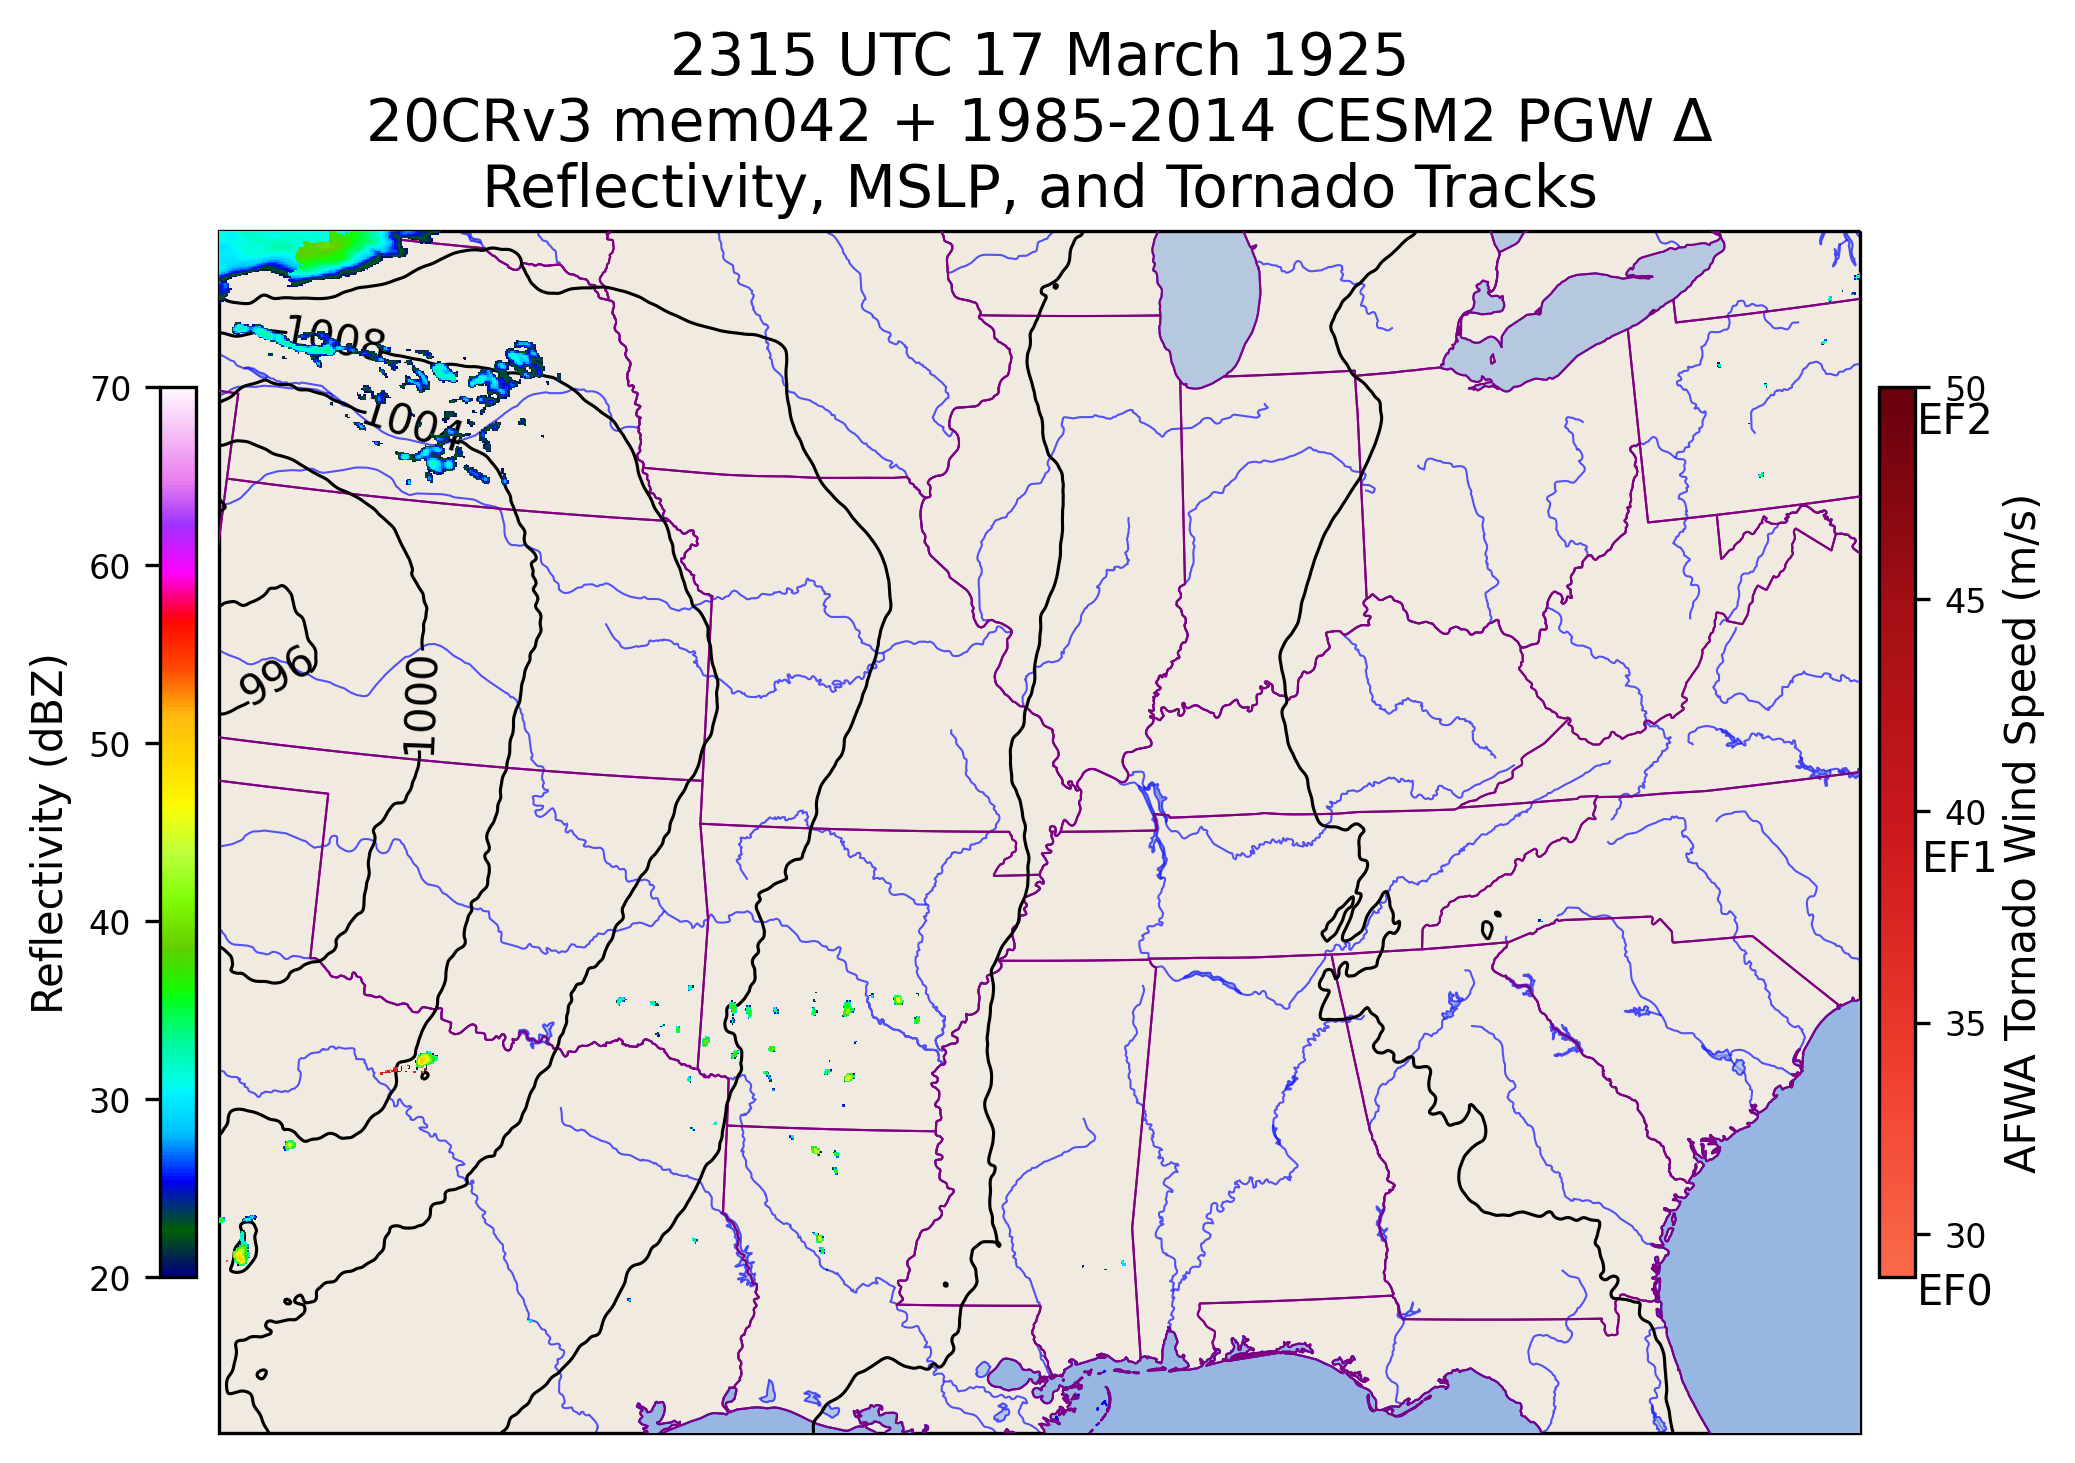 2315 UTC 17 March 1925
20CRv3 mem042 + 1985-2014 CESM2 PGW Δ
Reflectivity, MSLP, and Tornado Tracks
Reflectivity (dBZ)
70
60
50
40
30
20
1008
1004
1000
996
50
EF2
45
40
EF1
35
30
EF0
AFWA Tornado Wind Speed (m/s)